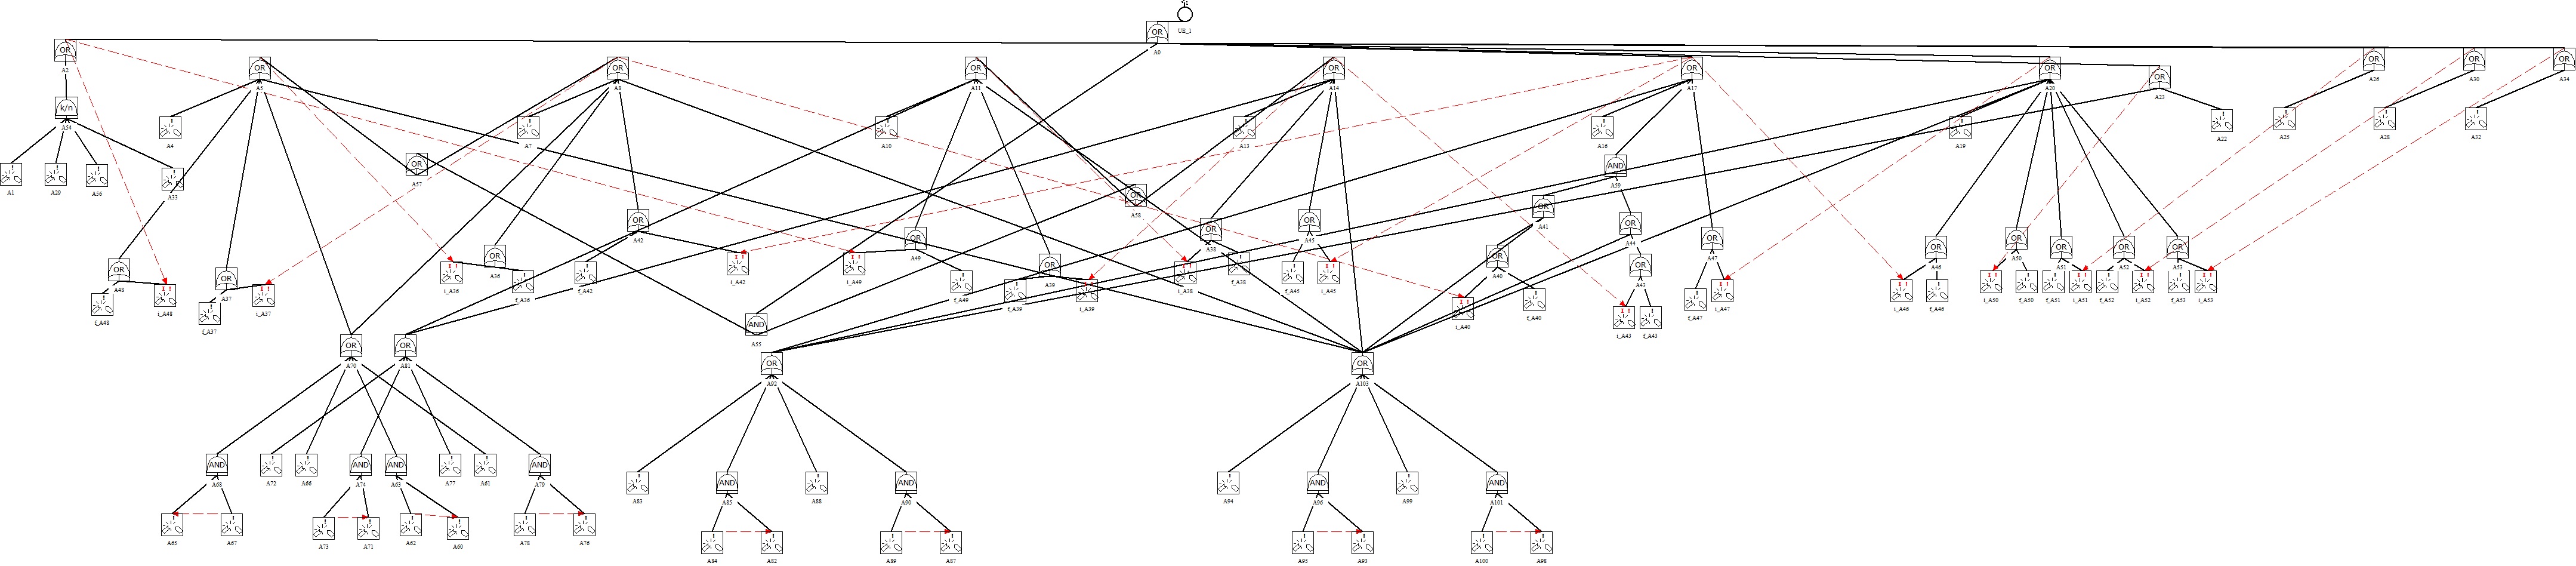 UE_1
OR
A0
OR
A2
OR
A5
OR
A8
OR
A11
OR
A14
OR
A17
OR
A20
OR
A23
OR
A26
OR
A30
OR
A34
k/n
A54
A4
A7
A10
A13
A16
A19
A22
A25
A28
A32
A1
A29
A56
A33
OR
A57
OR
A58
AND
A59
OR
A41
OR
A42
OR
A49
OR
A38
OR
A45
OR
A44
OR
A47
OR
A46
OR
A50
OR
A51
OR
A52
OR
A53
OR
A48
OR
A37
OR
A36
OR
A39
OR
A40
OR
A43
f_A48
i_A48
f_A37
i_A37
i_A36
f_A36
f_A42
i_A42
i_A49
f_A49
f_A39
i_A39
i_A38
f_A38
f_A45
i_A45
i_A40
f_A40
i_A43
f_A43
f_A47
i_A47
i_A46
f_A46
i_A50
f_A50
f_A51
i_A51
f_A52
i_A52
f_A53
i_A53
AND
A55
OR
A70
OR
A81
OR
A92
OR
A103
AND
A68
A72
A66
AND
A74
AND
A63
A77
A61
AND
A79
A83
AND
A85
A88
AND
A90
A94
AND
A96
A99
AND
A101
A65
A67
A73
A71
A62
A60
A78
A76
A84
A82
A89
A87
A95
A93
A100
A98